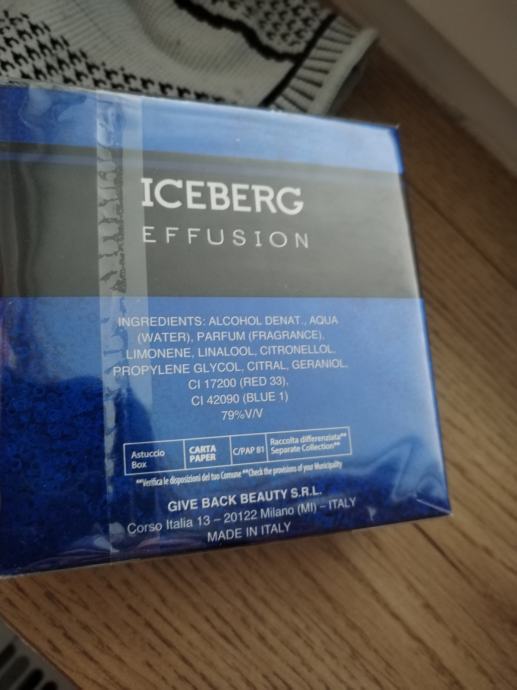 ICEBERG
EFFUSION
INGREDIENTS: ALCOHOL DENAT., AQUA
(WATER), PARFUM (FRAGRANCE),
LIMONENE, LINALOOL, CITRONELLOL,
PROPYLENE GLYCOL, CITRAL, GERANIOL.
CI 17200 (RED 33),
CI 42090 (BLUE 1)
79%V/V
Astuccio
Box
CARTA
PAPER
C/PAP 81
Raccolta differenziata**
Separate Collection**
**Verifica le disposizioni del tuo Comune **Check the provisions of your Municipality
GIVE BACK BEAUTY S.R.L.
Corso Italia 13 – 20122 Milano (MI) – ITALY
MADE IN ITALY